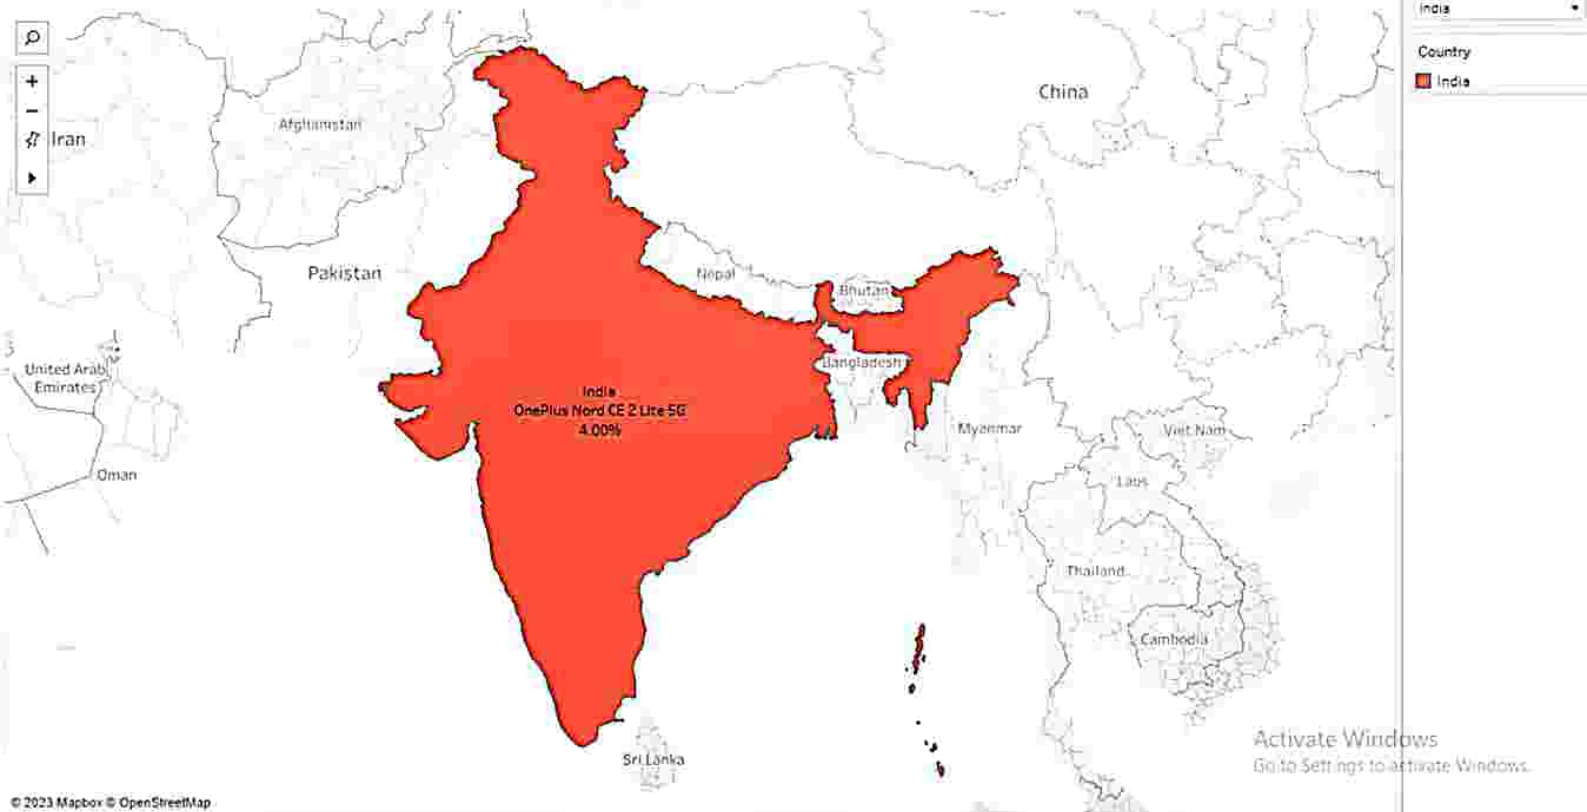 India
Country
India
China
Afghanistan
Iran
Pakistan
Nepal
Bhutan
United Arab
Emirates
Bangladesh
India
OnePlus Nord CE 2 Lite 5G
4.00%
Myanmar
Viet Nam
Oman
Laos
Thailand
Cambodia
Sri Lanka
Activate Windows
Go to Settings to activate Windows.
© 2023 Mapbox © OpenStreetMap